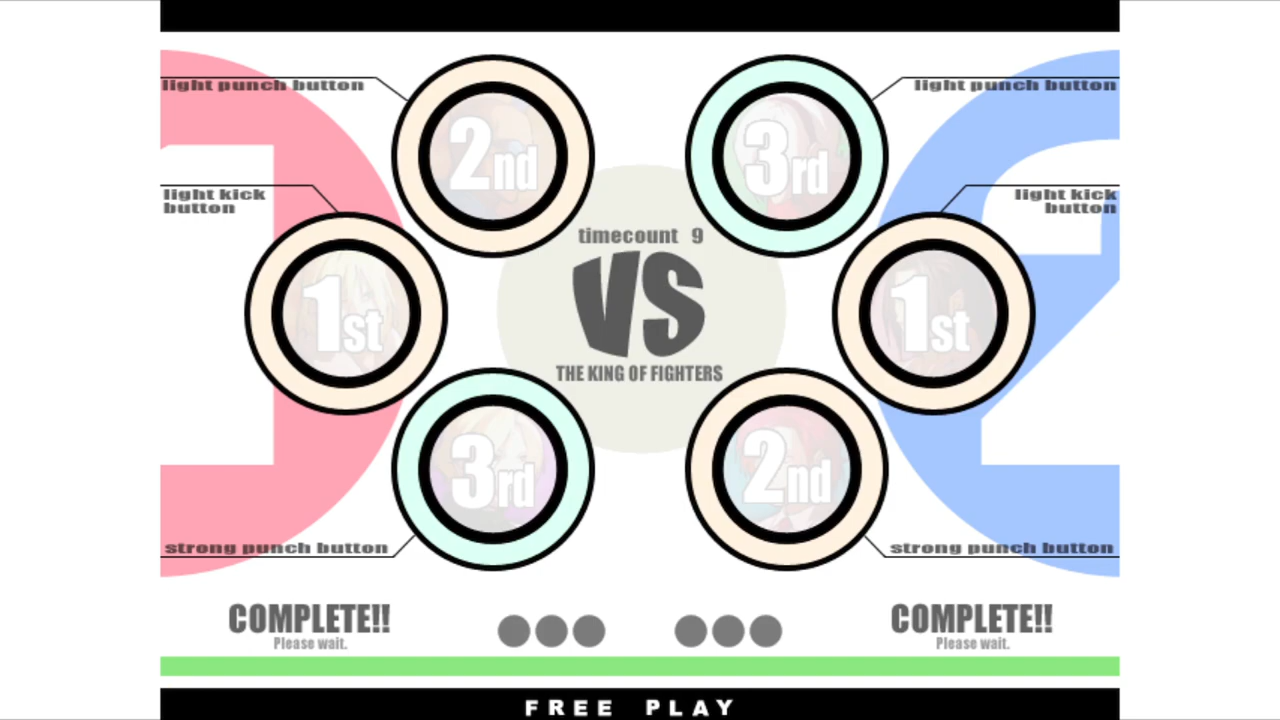 light punch button
light punch button
2nd
3rd
light kick
button
light kick
button
timecount 9
1st
VS
1st
THE KING OF FIGHTERS
3rd
2nd
strong punch button
strong punch button
COMPLETE!!
Please wait.
COMPLETE!!
Please wait.
FREE PLAY